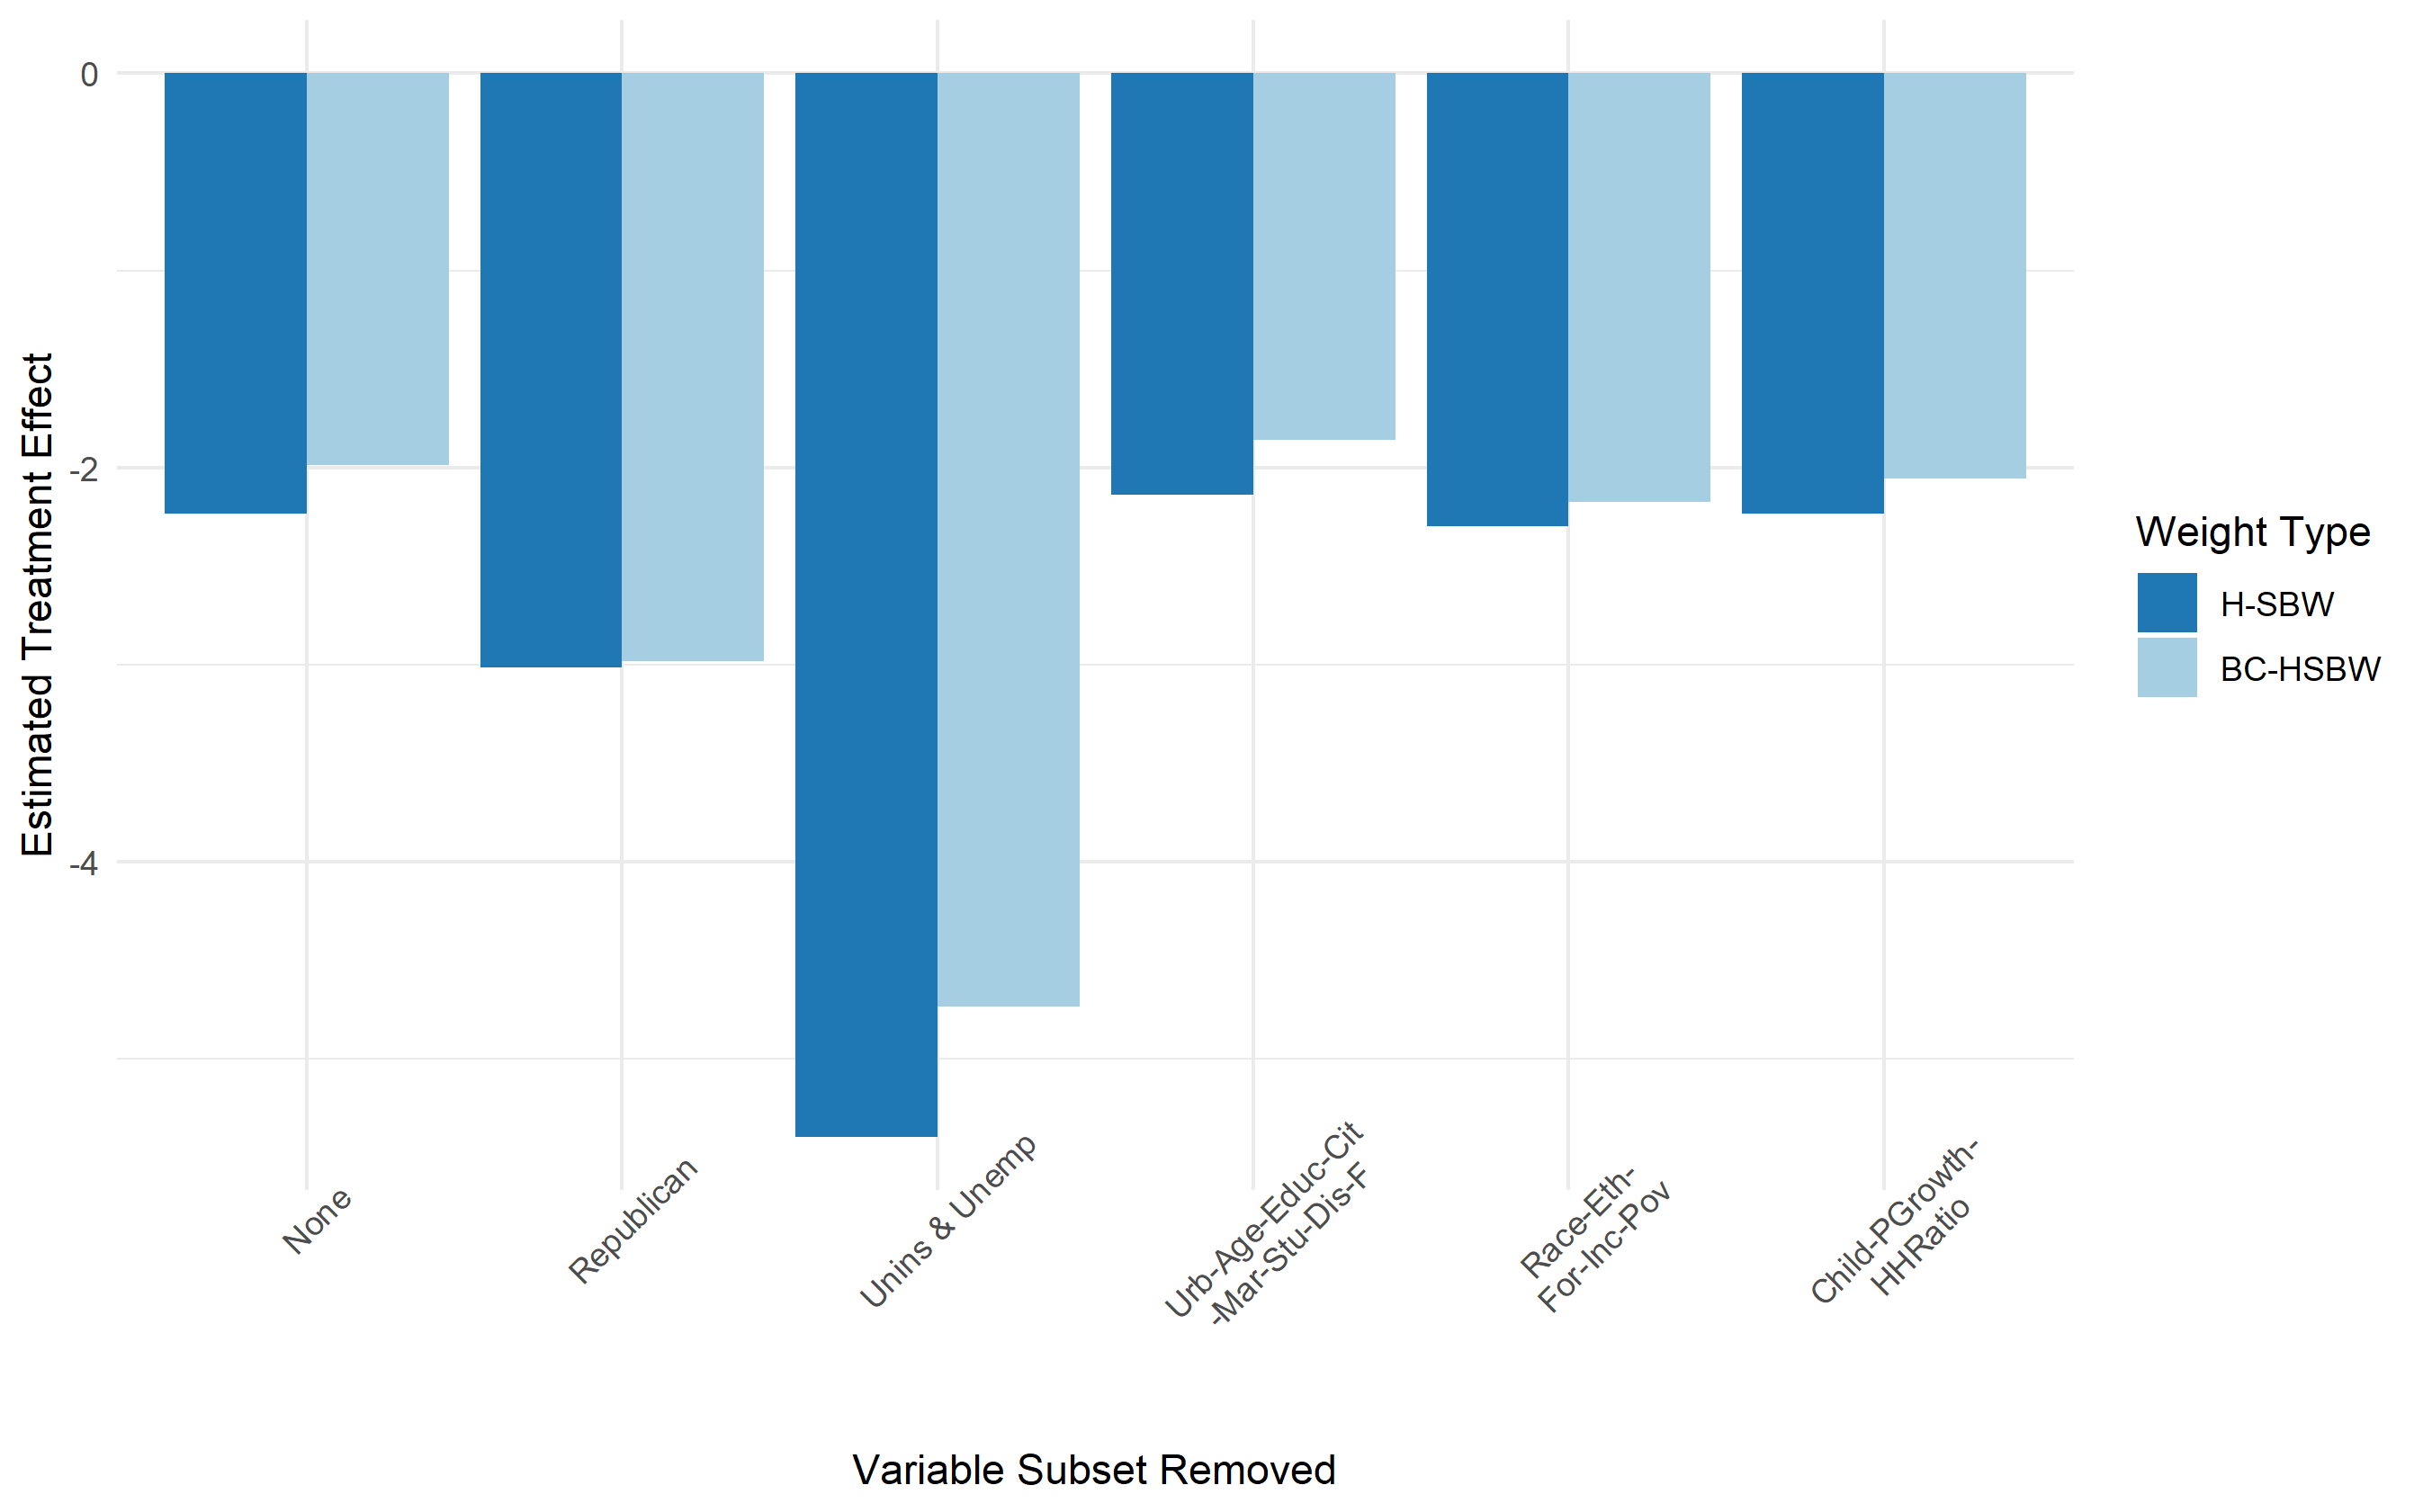 0
-2
-4
Estimated Treatment Effect
None
Republican
Unins & Unemp
Urb-Age-Educ-Cit
-Mar-Stu-Dis-F
Race-Eth-
For-Inc-Pov
Child-PGrowth-
HHRatio
Variable Subset Removed
Weight Type
H-SBW
BC-HSBW